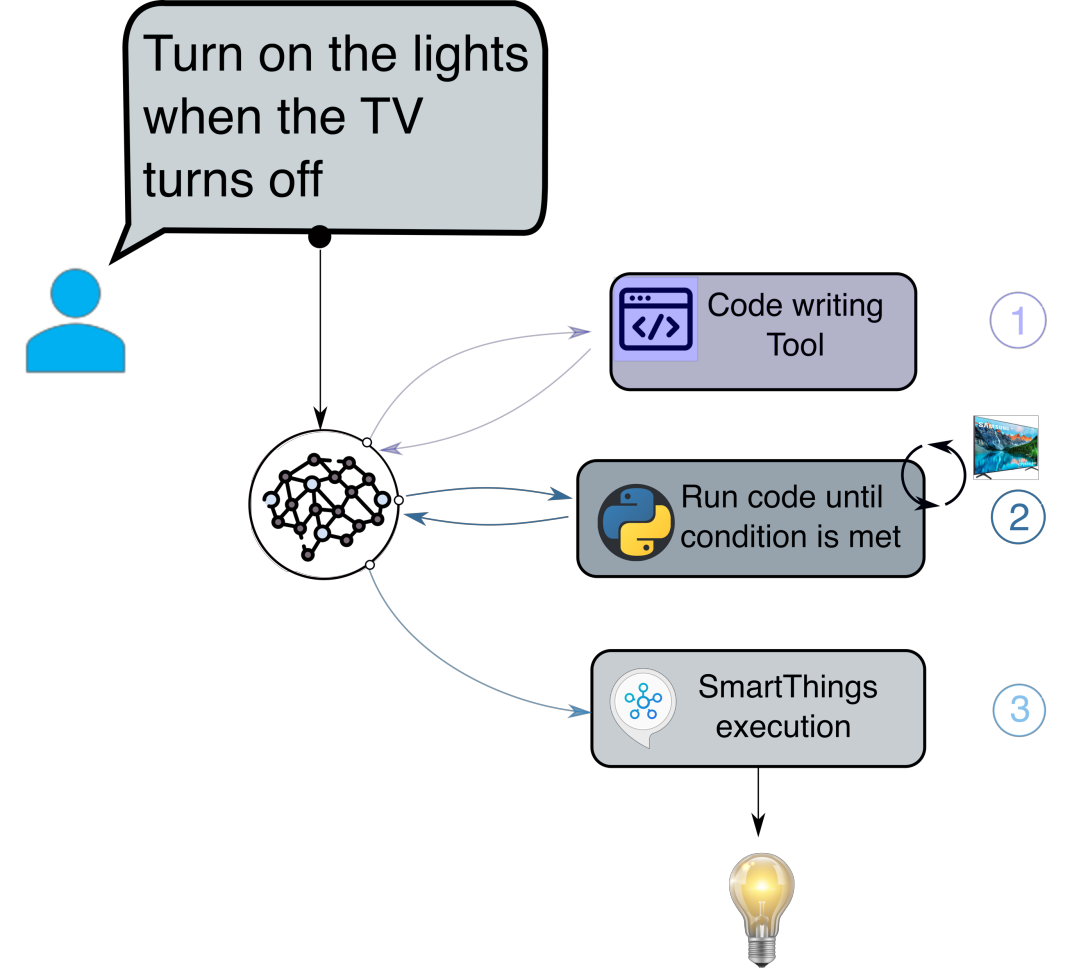 Turn on the lights
when the TV
turns off
Code writing
Tool
1
SAMSUNG
Run code until
condition is met
2
SmartThings
execution
3